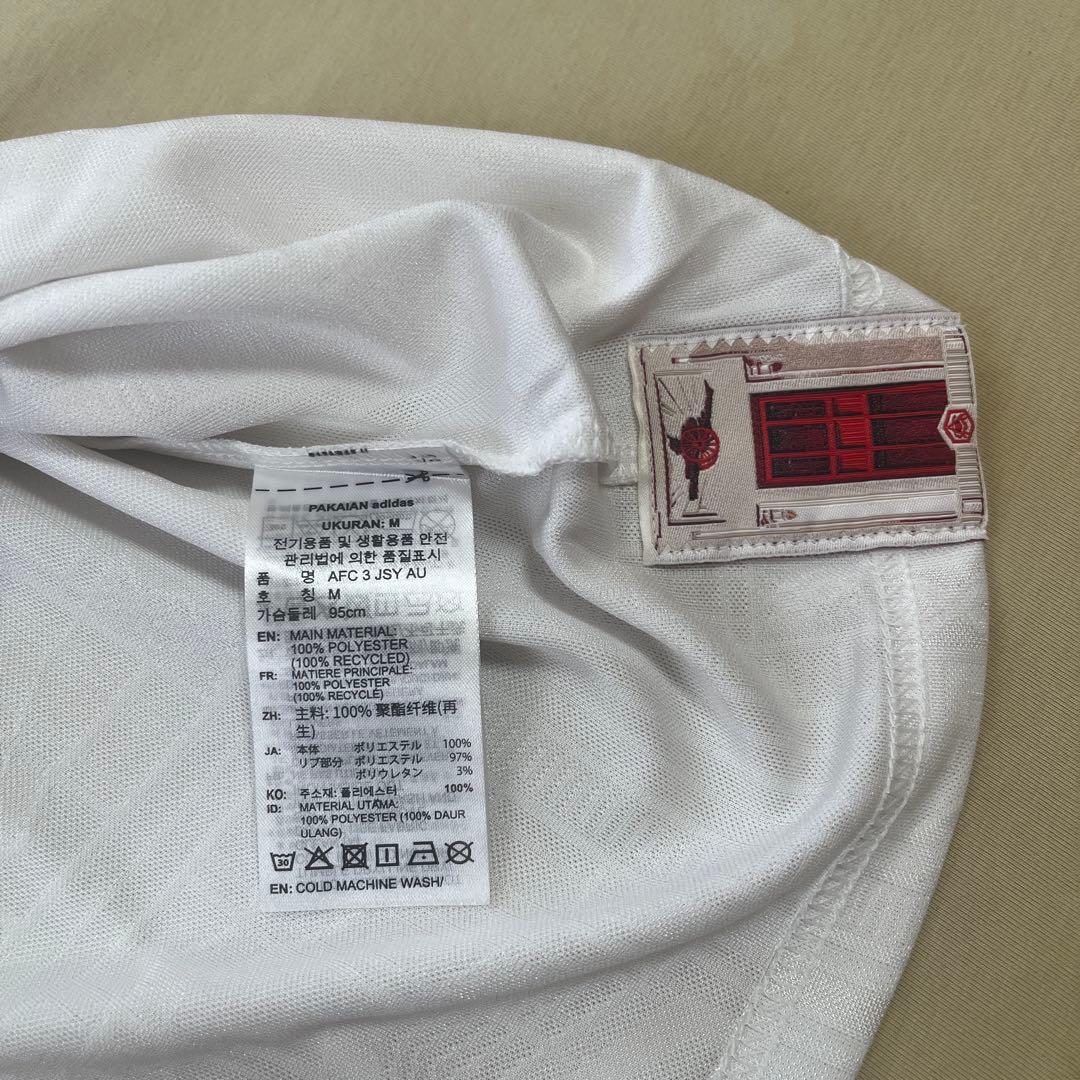 PAKAIAN adidas
UKURAN: M
전기용품 및 생활용품 안전
관리법에 의한 품질표시
품 명 AFC 3 JSY AU
호 칭 M
가슴둘레 95cm
EN: MAIN MATERIAL:
100% POLYESTER
(100% RECYCLED)
FR: MATIERE PRINCIPALE:
100% POLYESTER
(100% RECYCLÉ)
ZH: 主料: 100% 聚酯纤维(再
生)
JA: 本体 ポリエステル 100%
リブ部分 ポリエステル 97%
ポリウレタン 3%
KO: 주소재: 폴리에스터 100%
ID: MATERIAL UTAMA:
100% POLYESTER (100% DAUR
ULANG)
30
EN: COLD MACHINE WASH/